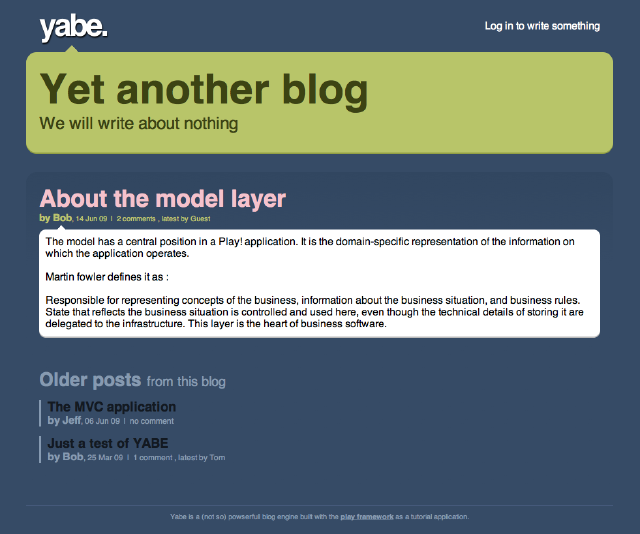 yabe.
Log in to write something
Yet another blog
We will write about nothing
About the model layer
by Bob, 14 Jun 09 | 2 comments , latest by Guest
The model has a central position in a Play! application. It is the domain-specific representation of the information on
which the application operates.
Martin fowler defines it as :
Responsible for representing concepts of the business, information about the business situation, and business rules.
State that reflects the business situation is controlled and used here, even though the technical details of storing it are
delegated to the infrastructure. This layer is the heart of business software.
Older posts from this blog
The MVC application
by Jeff, 06 Jun 09 | no comment
Just a test of YABE
by Bob, 25 Mar 09 | 1 comment , latest by Tom
Yabe is a (not so) powserful blog engine built with the play framework as a tutorial application.